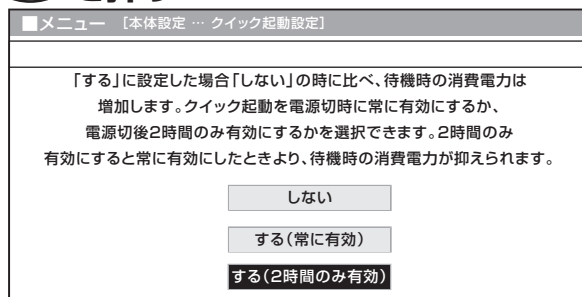 ■メニュー [本体設定 … クイック起動設定]
「する」に設定した場合「しない」の時に比べ、待機時の消費電力は
増加します。クイック起動を電源切時に常に有効にするか、
電源切後2時間のみ有効にするかを選択できます。2時間のみ
有効にすると常に有効にしたときより、待機時の消費電力が抑えられます。
しない
する(常に有効)
する(2時間のみ有効)